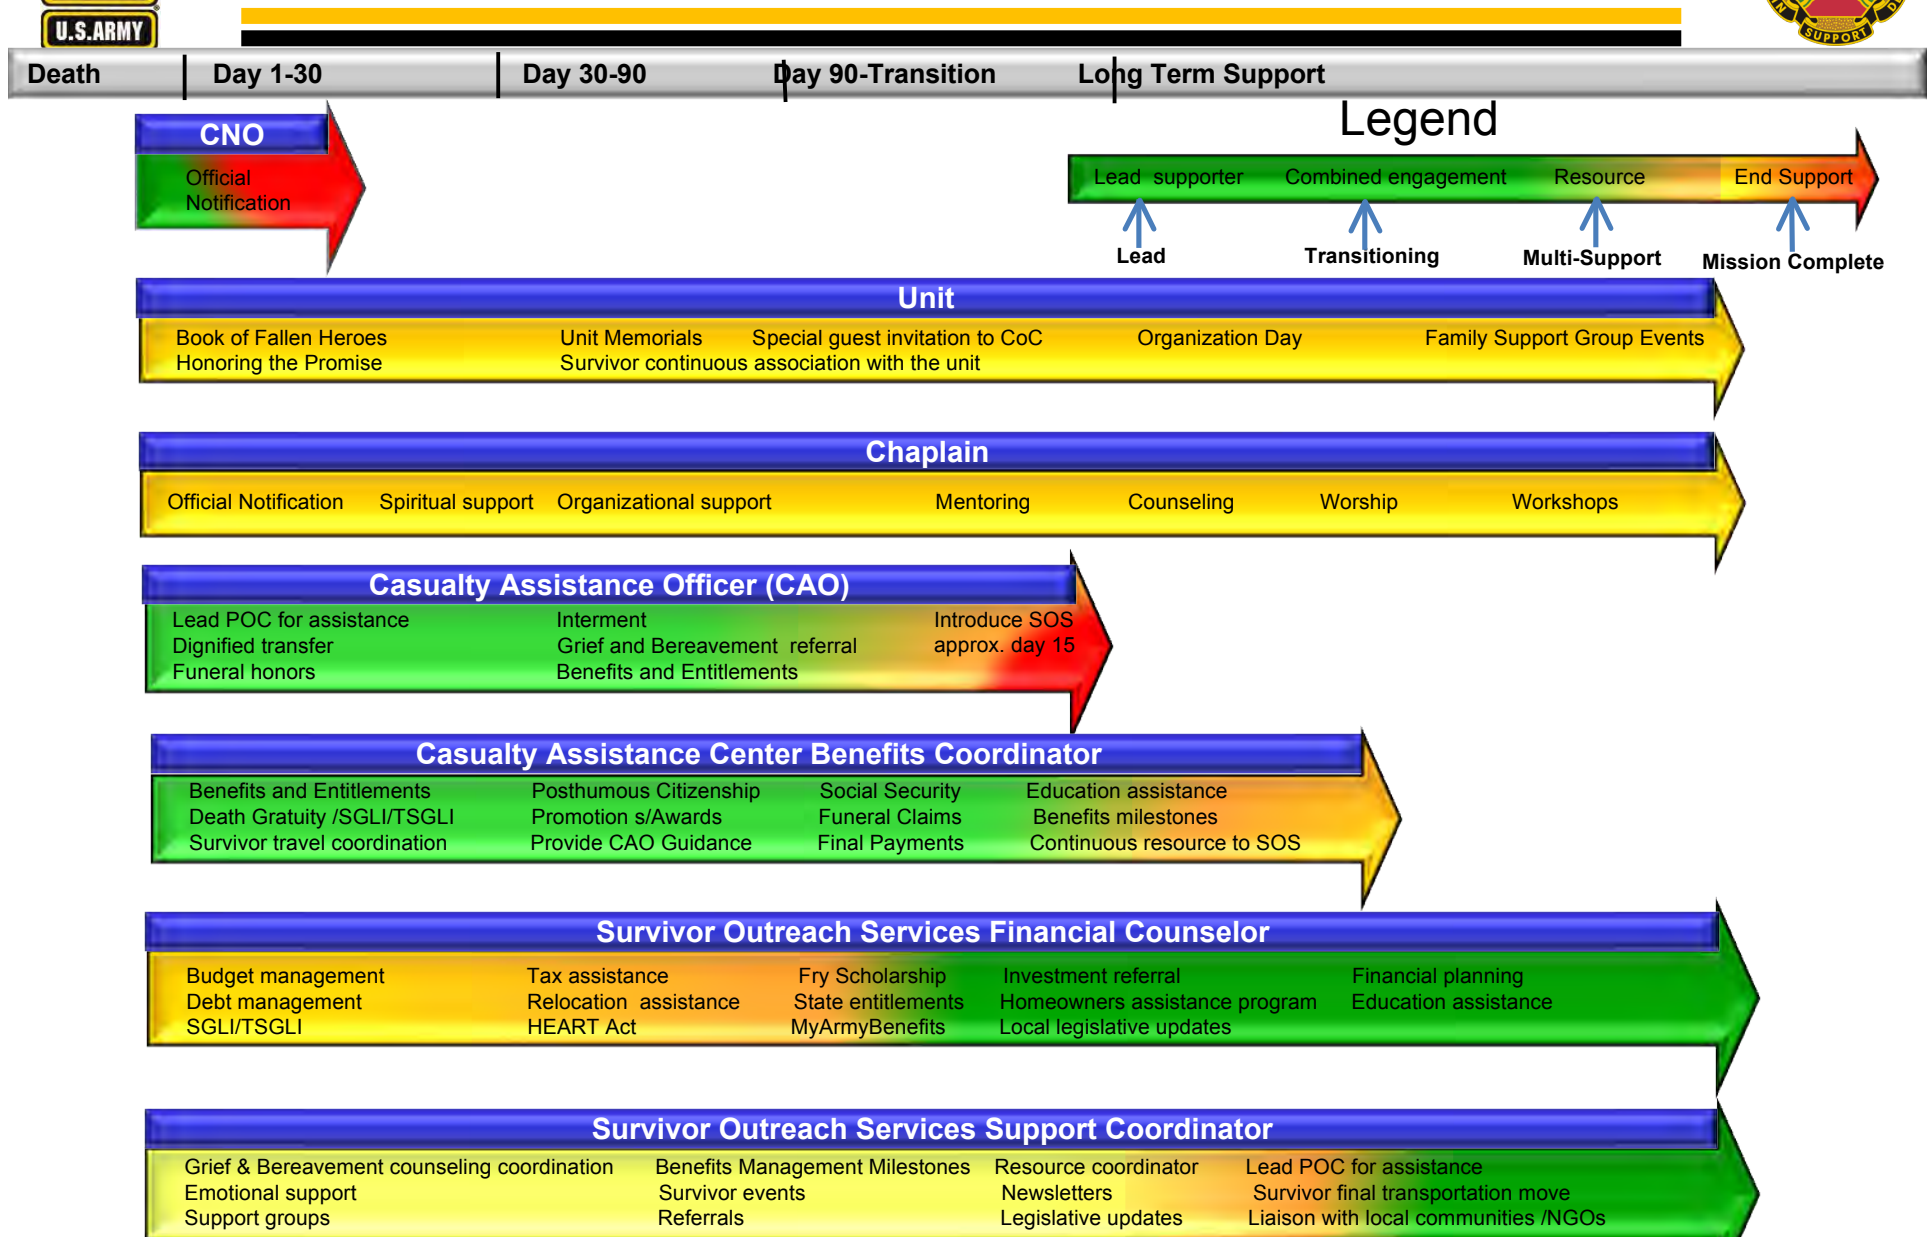 U.S.ARMY
SUPPORT
Death Day 1-30 Day 30-90 Day 90-Transition Long Term Support
CNO
Official
Notification
Legend
Lead supporter Combined engagement Resource End Support
Lead Transitioning Multi-Support Mission Complete
Unit
Book of Fallen Heroes Unit Memorials Special guest invitation to CoC Organization Day Family Support Group Events
Honoring the Promise Survivor continuous association with the unit
Chaplain
Official Notification Spiritual support Organizational support Mentoring Counseling Worship Workshops
Casualty Assistance Officer (CAO)
Lead POC for assistance Interment Introduce SOS
Dignified transfer Grief and Bereavement referral approx. day 15
Funeral honors Benefits and Entitlements
Casualty Assistance Center Benefits Coordinator
Benefits and Entitlements Posthumous Citizenship Social Security Education assistance
Death Gratuity /SGLI/TSGLI Promotion s/Awards Funeral Claims Benefits milestones
Survivor travel coordination Provide CAO Guidance Final Payments Continuous resource to SOS
Survivor Outreach Services Financial Counselor
Budget management Tax assistance Fry Scholarship Investment referral Financial planning
Debt management Relocation assistance State entitlements Homeowners assistance program Education assistance
SGLI/TSGLI HEART Act MyArmyBenefits Local legislative updates
Survivor Outreach Services Support Coordinator
Grief & Bereavement counseling coordination Benefits Management Milestones Resource coordinator Lead POC for assistance
Emotional support Survivor events Newsletters Survivor final transportation move
Support groups Referrals Legislative updates Liaison with local communities /NGOs